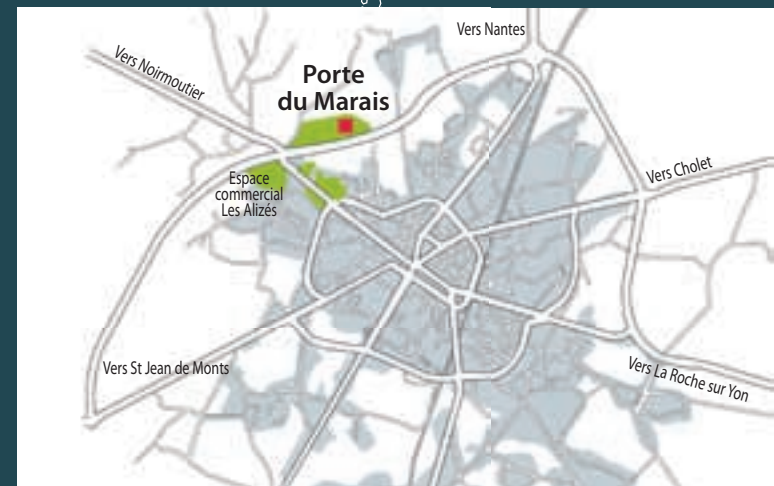 Vers Nantes
Vers Noirmoutier
Porte
du Marais
Espace
commercial
Les Alizés
Vers Cholet
Vers St Jean de Monts
Vers La Roche sur Yon